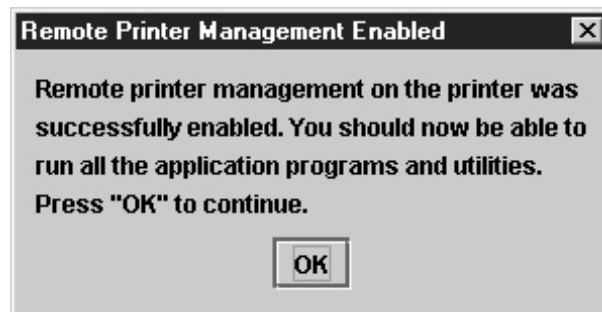 Remote Printer Management Enabled
Remote printer management on the printer was
successfully enabled. You should now be able to
run all the application programs and utilities.
Press "OK" to continue.
OK